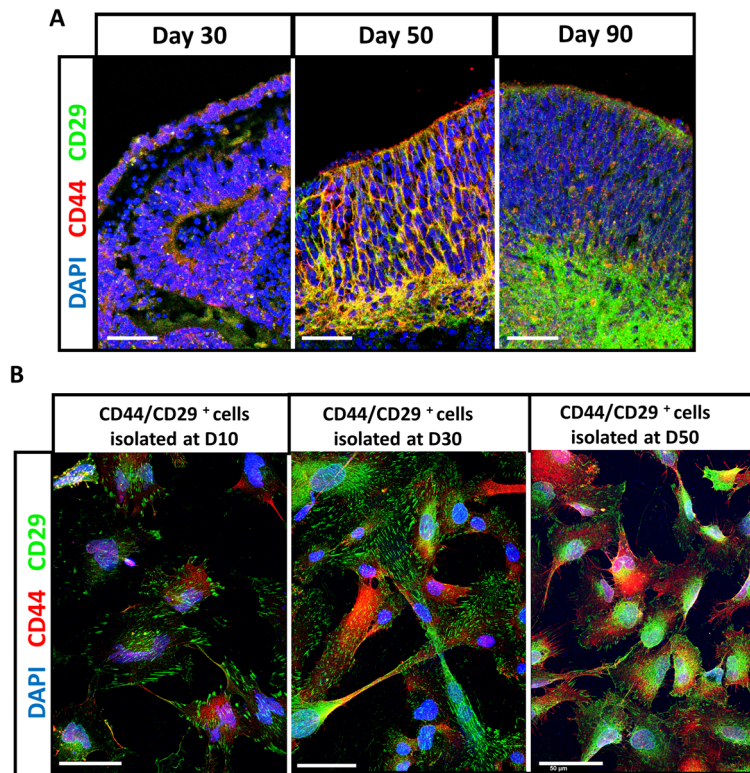 A
Day 30
Day 50
Day 90
DAPI CD44 CD29
B
CD44/CD29 + cells
isolated at D10
CD44/CD29 + cells
isolated at D30
CD44/CD29 + cells
isolated at D50
DAPI CD44 CD29
50 µm